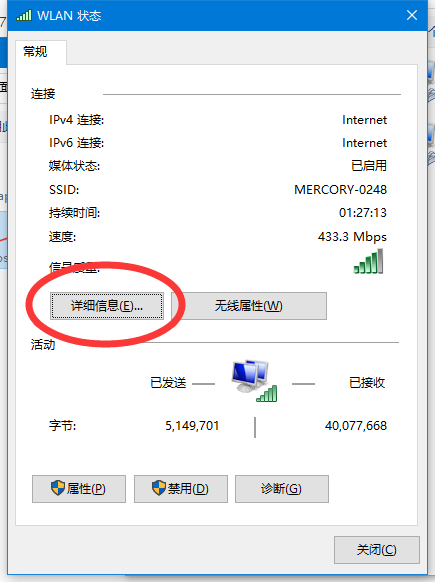 WLAN 状态
常规
连接
IPv4 连接: Internet
IPv6 连接: Internet
媒体状态: 已启用
SSID: MERCORY-0248
持续时间: 01:27:13
速度: 433.3 Mbps
信号质量:
详细信息(E)... 无线属性(W)
活动
已发送 已接收
字节: 5,149,701 40,077,668
属性(P) 禁用(D) 诊断(G)
关闭(C)